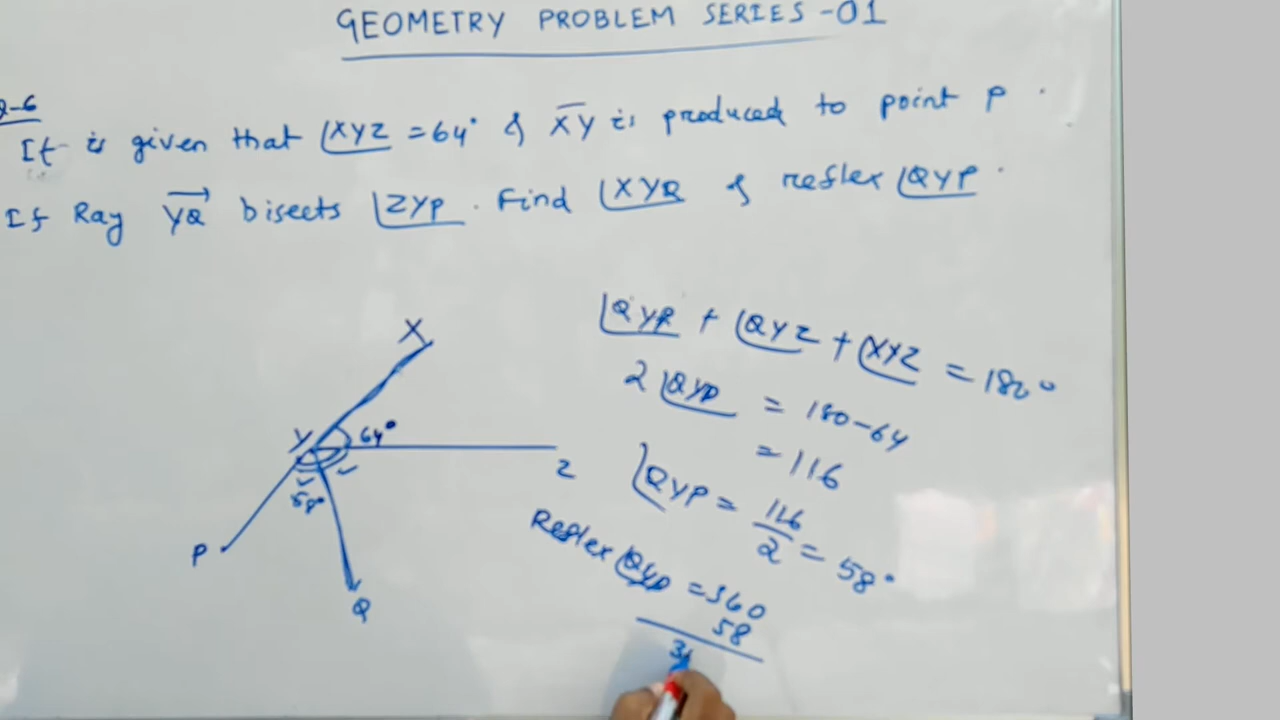 GEOMETRY PROBLEM SERIES -01
Q-6
It is given that ∠XYZ = 64° & XY is produced to point P.
If Ray YQ bisects ∠ZYP. Find ∠XYQ & reflex ∠QYP.
∠QYP + ∠QYZ + ∠XYZ = 180°
2∠QYP = 180-64
= 116
∠QYP = 116/2 = 58°
Reflex ∠QYP = 360
58
3
X
Y
64°
Z
58°
P
Q